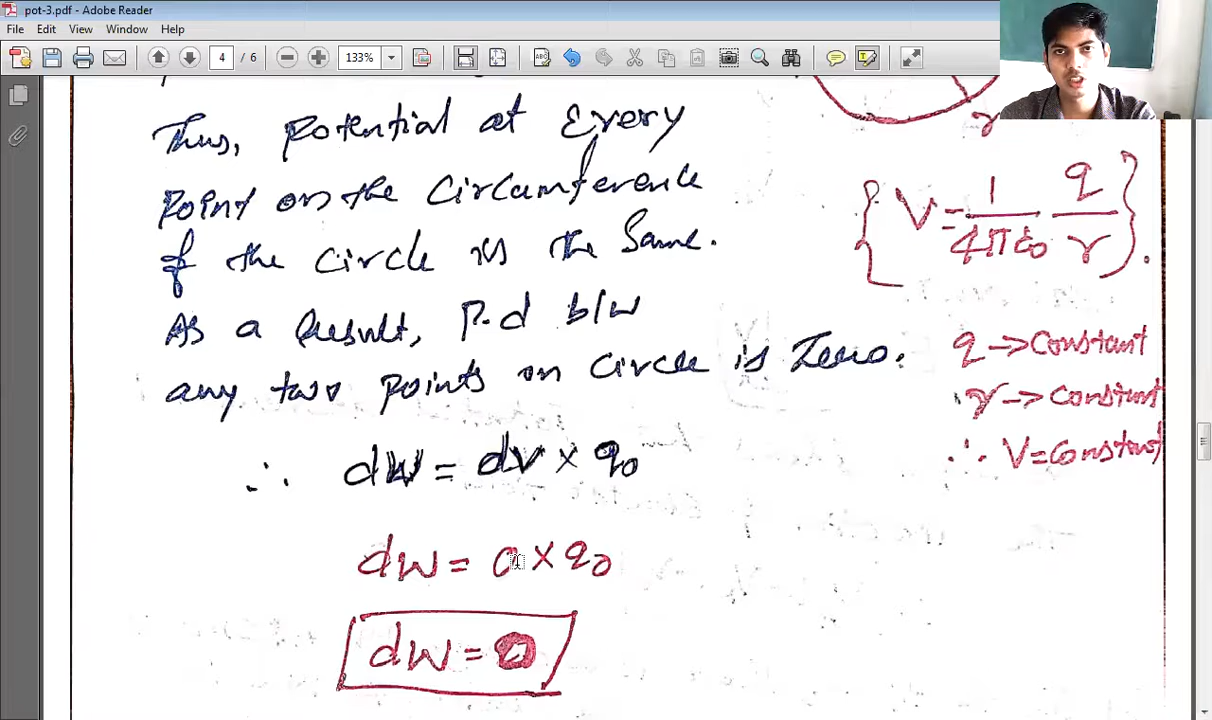 pot-3.pdf - Adobe Reader
File Edit View Window Help
4 / 6 133%
Thus, potential at Every
Point on the Circumference
of the circle is the Same.
As a Result, P.d b/w
any two points on Circle is Zero.
∴ dW = dV × q₀
dW = 0 × q₀
dW = 0
r
{ V = 1/4πε₀ q/r }.
q → Constant
r → Constant
∴ V = Constant